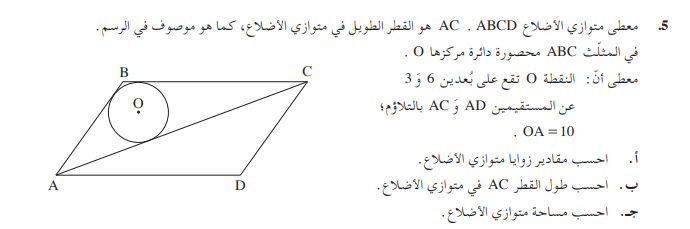 5. معطى متوازي الأضلاع ABCD . AC هو القطر الطويل في متوازي الأضلاع، كما هو موصوف في الرسم.
في المثلّث ABC محصورة دائرة مركزها O .
معطى أنّ: النقطة O تقع على بُعدين 6 وَ 3
عن المستقيمين AD وَ AC بالتلاؤم؛
OA = 10 .
أ. احسب مقادير زوايا متوازي الأضلاع.
ب. احسب طول القطر AC في متوازي الأضلاع.
جـ. احسب مساحة متوازي الأضلاع.
B
C
O
A
D